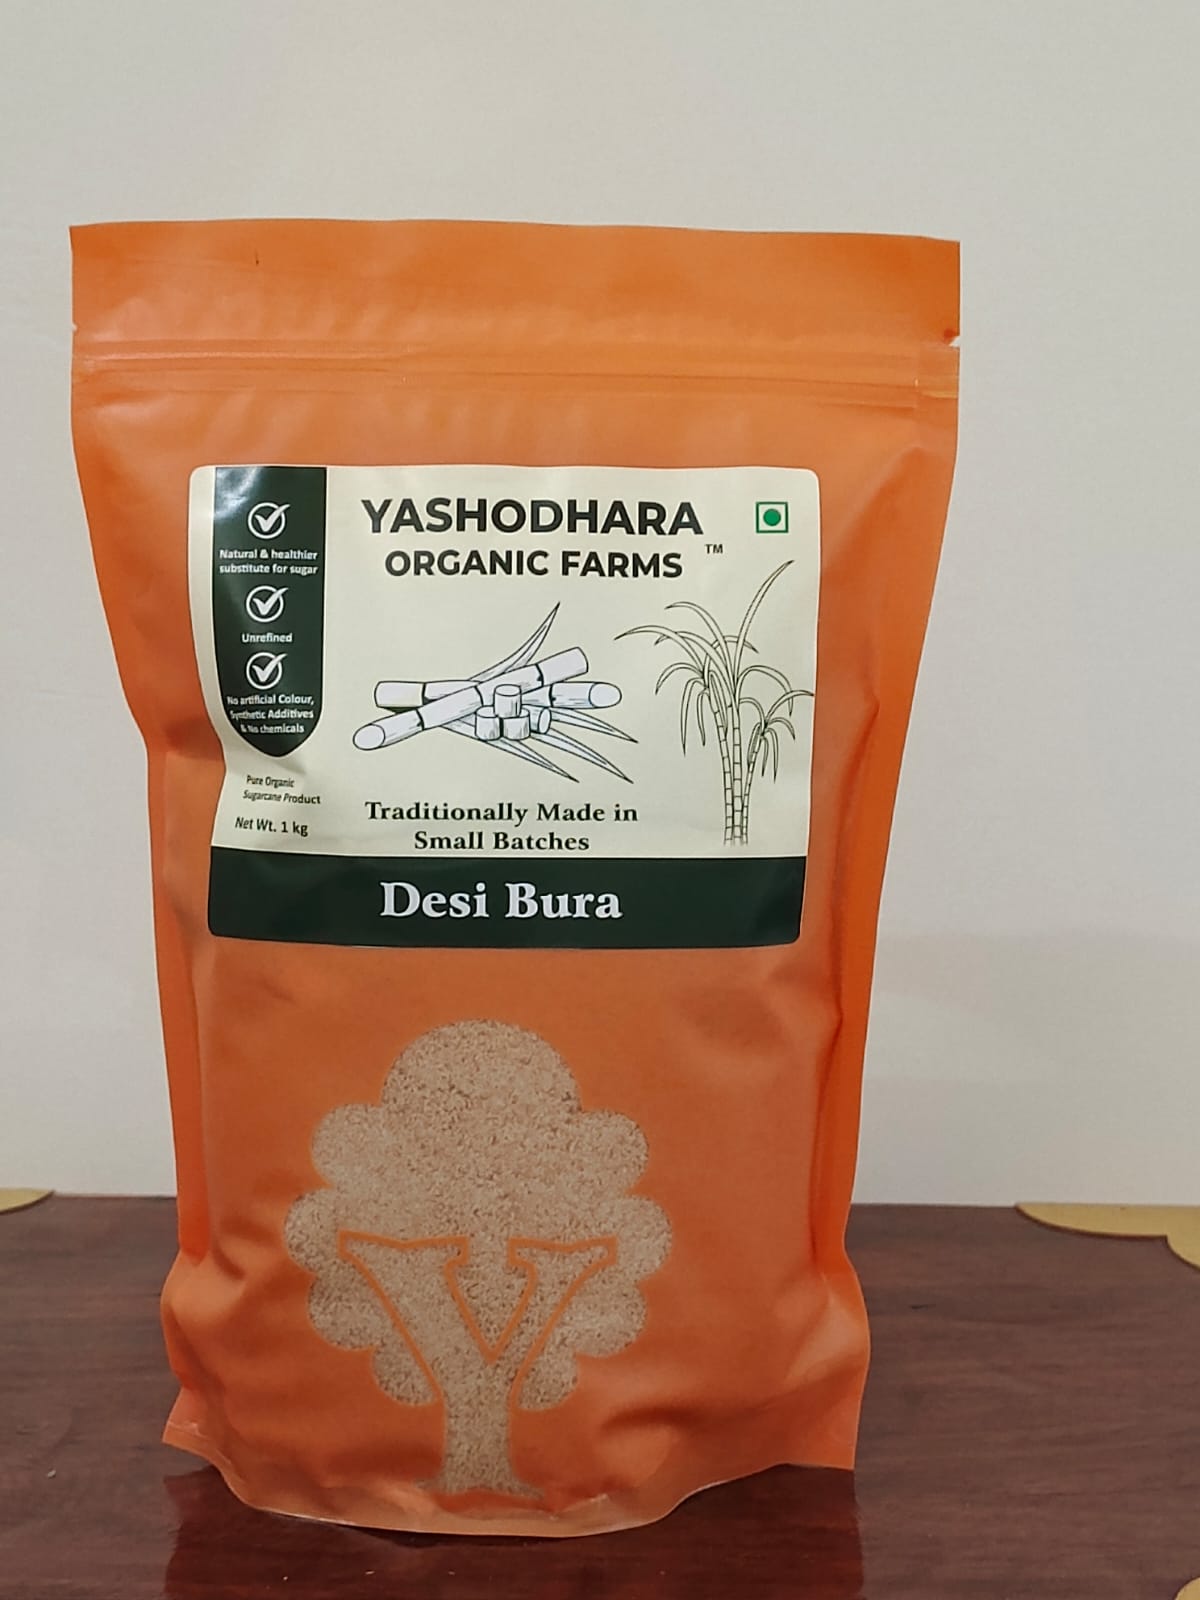 YASHODHARA
ORGANIC FARMS
TM
Natural & healthier
substitute for sugar
Unrefined
No artificial Colour,
Synthetic Additives
& No chemicals
Pure Organic
Sugarcane Product
Net Wt. 1 kg
Traditionally Made in
Small Batches
Desi Bura
Y